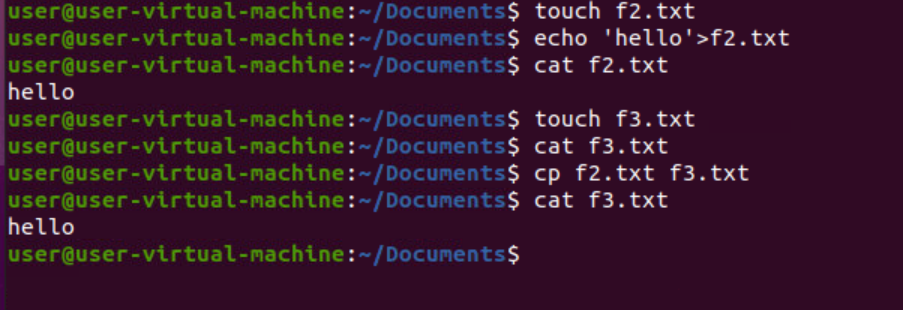 user@user-virtual-machine:~/Documents$ touch f2.txt
user@user-virtual-machine:~/Documents$ echo 'hello'>f2.txt
user@user-virtual-machine:~/Documents$ cat f2.txt
hello
user@user-virtual-machine:~/Documents$ touch f3.txt
user@user-virtual-machine:~/Documents$ cat f3.txt
user@user-virtual-machine:~/Documents$ cp f2.txt f3.txt
user@user-virtual-machine:~/Documents$ cat f3.txt
hello
user@user-virtual-machine:~/Documents$